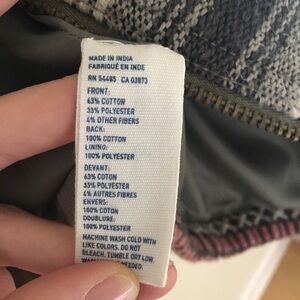 MADE IN INDIA
FABRIQUÉ EN INDE
RN 54485 CA 03873
FRONT:
63% COTTON
33% POLYESTER
4% OTHER FIBERS
BACK:
100% COTTON
LINING:
100% POLYESTER
DEVANT:
63% COTON
33% POLYESTER
4% AUTRES FIBRES
ENVERS:
100% COTON
DOUBLURE:
100% POLYESTER
MACHINE WASH COLD WITH
LIKE COLORS. DO NOT
BLEACH. TUMBLE DRY LOW.
NEEDED.